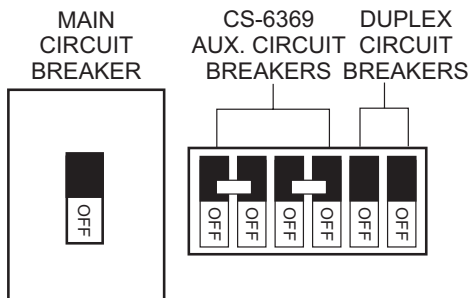 MAIN
CIRCUIT
BREAKER
CS-6369
AUX. CIRCUIT
BREAKERS
DUPLEX
CIRCUIT
BREAKERS
OFF
OFF
OFF
OFF
OFF
OFF
OFF